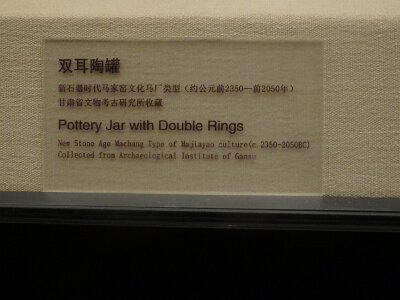 双耳陶罐
新石器时代马家窑文化马厂类型（约公元前2350—前2050年）
甘肃省文物考古研究所收藏
Pottery Jar with Double Rings
New Stone Age Machang Type of Majiayao culture(c.2350-2050BC)
Collected from Archaeological Institute of Gansu